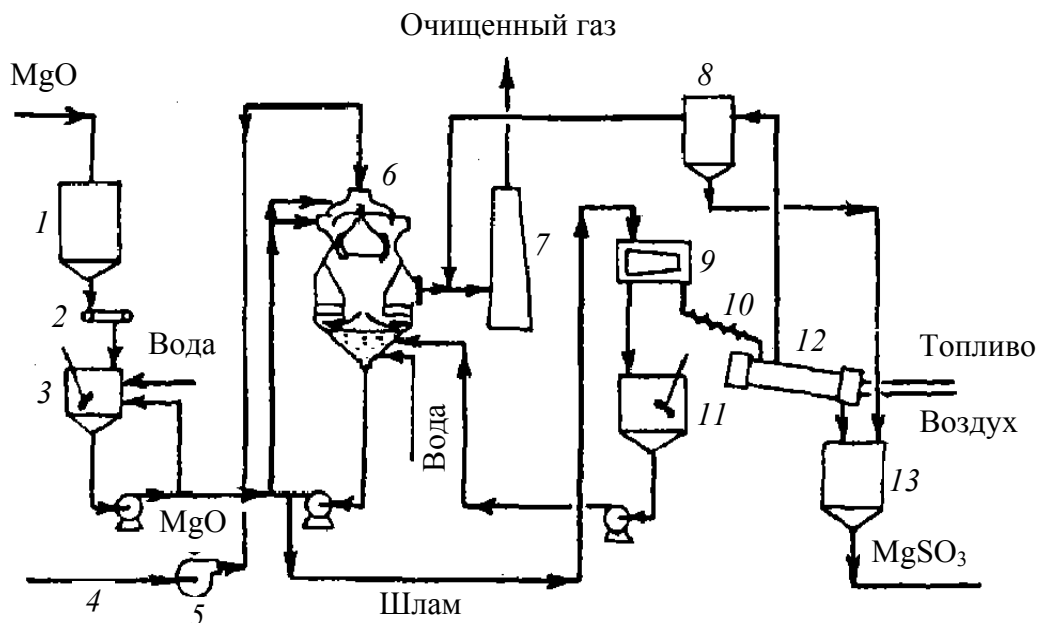 Очищенный газ
MgO
8
6
1
7
9
2
10
Вода
12
Топливо
3
11
Воздух
Вода
13
MgO
MgSO₃
4
5
Шлам